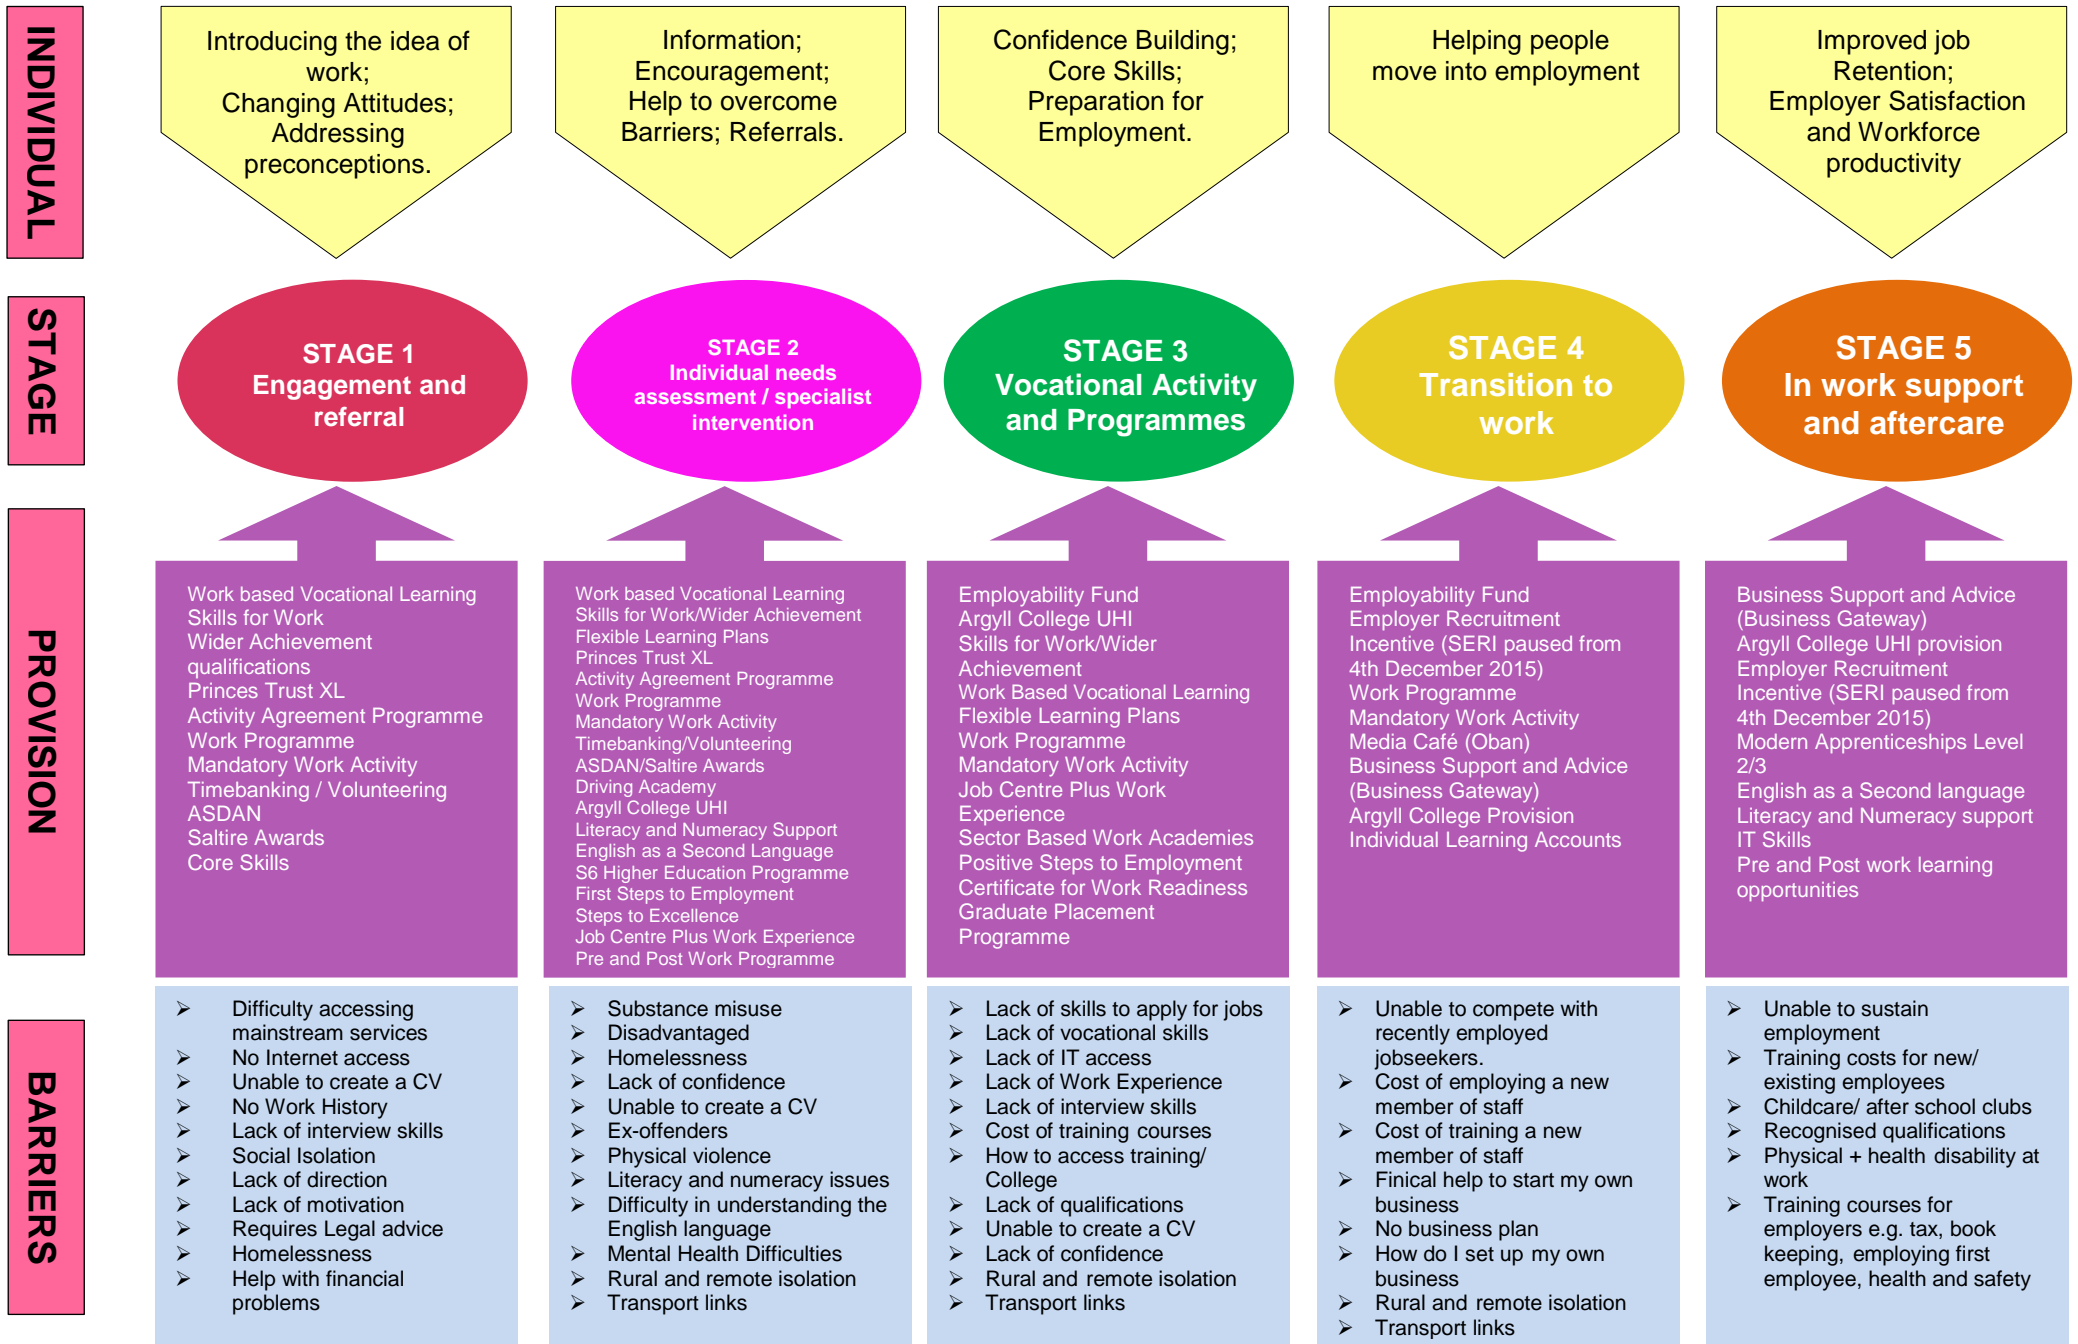 INDIVIDUAL
Introducing the idea of
work;
Changing Attitudes;
Addressing
preconceptions.
Information;
Encouragement;
Help to overcome
Barriers; Referrals.
Confidence Building;
Core Skills;
Preparation for
Employment.
Helping people
move into employment
Improved job
Retention;
Employer Satisfaction
and Workforce
productivity
STAGE
STAGE 1
Engagement and
referral
STAGE 2
Individual needs
assessment / specialist
intervention
STAGE 3
Vocational Activity
and Programmes
STAGE 4
Transition to
work
STAGE 5
In work support
and aftercare
PROVISION
Work based Vocational Learning
Skills for Work
Wider Achievement
qualifications
Princes Trust XL
Activity Agreement Programme
Work Programme
Mandatory Work Activity
Timebanking / Volunteering
ASDAN
Saltire Awards
Core Skills
Work based Vocational Learning
Skills for Work/Wider Achievement
Flexible Learning Plans
Princes Trust XL
Activity Agreement Programme
Work Programme
Mandatory Work Activity
Timebanking/Volunteering
ASDAN/Saltire Awards
Driving Academy
Argyll College UHI
Literacy and Numeracy Support
English as a Second Language
S6 Higher Education Programme
First Steps to Employment
Steps to Excellence
Job Centre Plus Work Experience
Pre and Post Work Programme
Employability Fund
Argyll College UHI
Skills for Work/Wider
Achievement
Work Based Vocational Learning
Flexible Learning Plans
Work Programme
Mandatory Work Activity
Job Centre Plus Work
Experience
Sector Based Work Academies
Positive Steps to Employment
Certificate for Work Readiness
Graduate Placement
Programme
Employability Fund
Employer Recruitment
Incentive (SERI paused from
4th December 2015)
Work Programme
Mandatory Work Activity
Media Café (Oban)
Business Support and Advice
(Business Gateway)
Argyll College Provision
Individual Learning Accounts
Business Support and Advice
(Business Gateway)
Argyll College UHI provision
Employer Recruitment
Incentive (SERI paused from
4th December 2015)
Modern Apprenticeships Level
2/3
English as a Second language
Literacy and Numeracy support
IT Skills
Pre and Post work learning
opportunities
BARRIERS
➢ Difficulty accessing
mainstream services
➢ No Internet access
➢ Unable to create a CV
➢ No Work History
➢ Lack of interview skills
➢ Social Isolation
➢ Lack of direction
➢ Lack of motivation
➢ Requires Legal advice
➢ Homelessness
➢ Help with financial
problems
➢ Substance misuse
➢ Disadvantaged
➢ Homelessness
➢ Lack of confidence
➢ Unable to create a CV
➢ Ex-offenders
➢ Physical violence
➢ Literacy and numeracy issues
➢ Difficulty in understanding the
English language
➢ Mental Health Difficulties
➢ Rural and remote isolation
➢ Transport links
➢ Lack of skills to apply for jobs
➢ Lack of vocational skills
➢ Lack of IT access
➢ Lack of Work Experience
➢ Lack of interview skills
➢ Cost of training courses
➢ How to access training/
College
➢ Lack of qualifications
➢ Unable to create a CV
➢ Lack of confidence
➢ Rural and remote isolation
➢ Transport links
➢ Unable to compete with
recently employed
jobseekers.
➢ Cost of employing a new
member of staff
➢ Cost of training a new
member of staff
➢ Finical help to start my own
business
➢ No business plan
➢ How do I set up my own
business
➢ Rural and remote isolation
➢ Transport links
➢ Unable to sustain
employment
➢ Training costs for new/
existing employees
➢ Childcare/ after school clubs
➢ Recognised qualifications
➢ Physical + health disability at
work
➢ Training courses for
employers e.g. tax, book
keeping, employing first
employee, health and safety